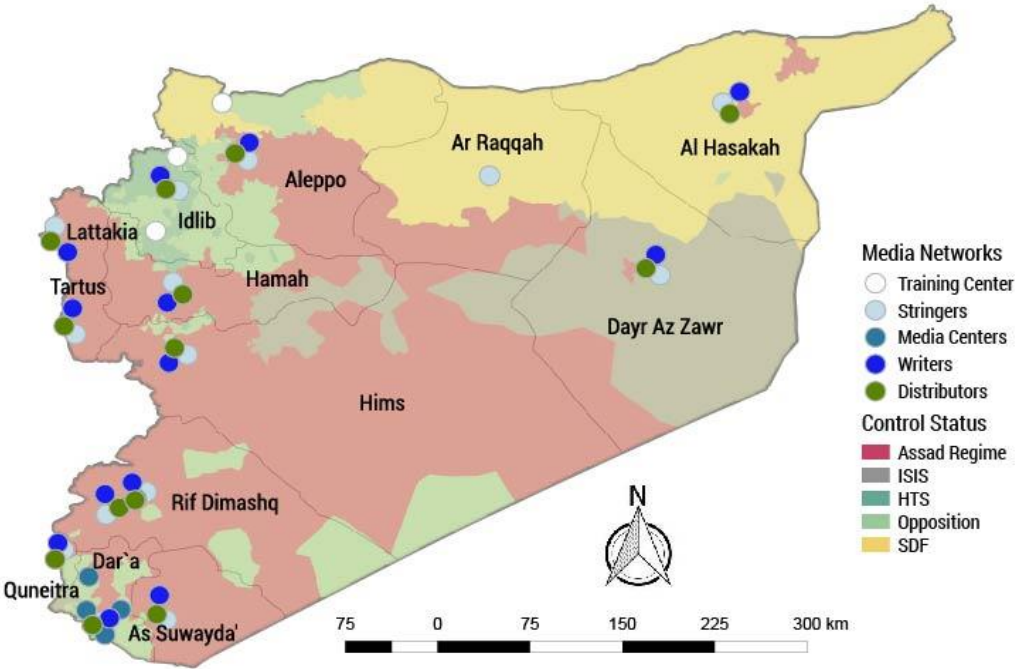 Ar Raqqah
Al Hasakah
Aleppo
Idlib
Lattakia
Hamah
Tartus
Dayr Az Zawr
Hims
Rif Dimashq
Dar`a
Quneitra
As Suwayda'
Media Networks
Training Center
Stringers
Media Centers
Writers
Distributors
Control Status
Assad Regime
ISIS
HTS
Opposition
SDF
N
75 0 75 150 225 300 km